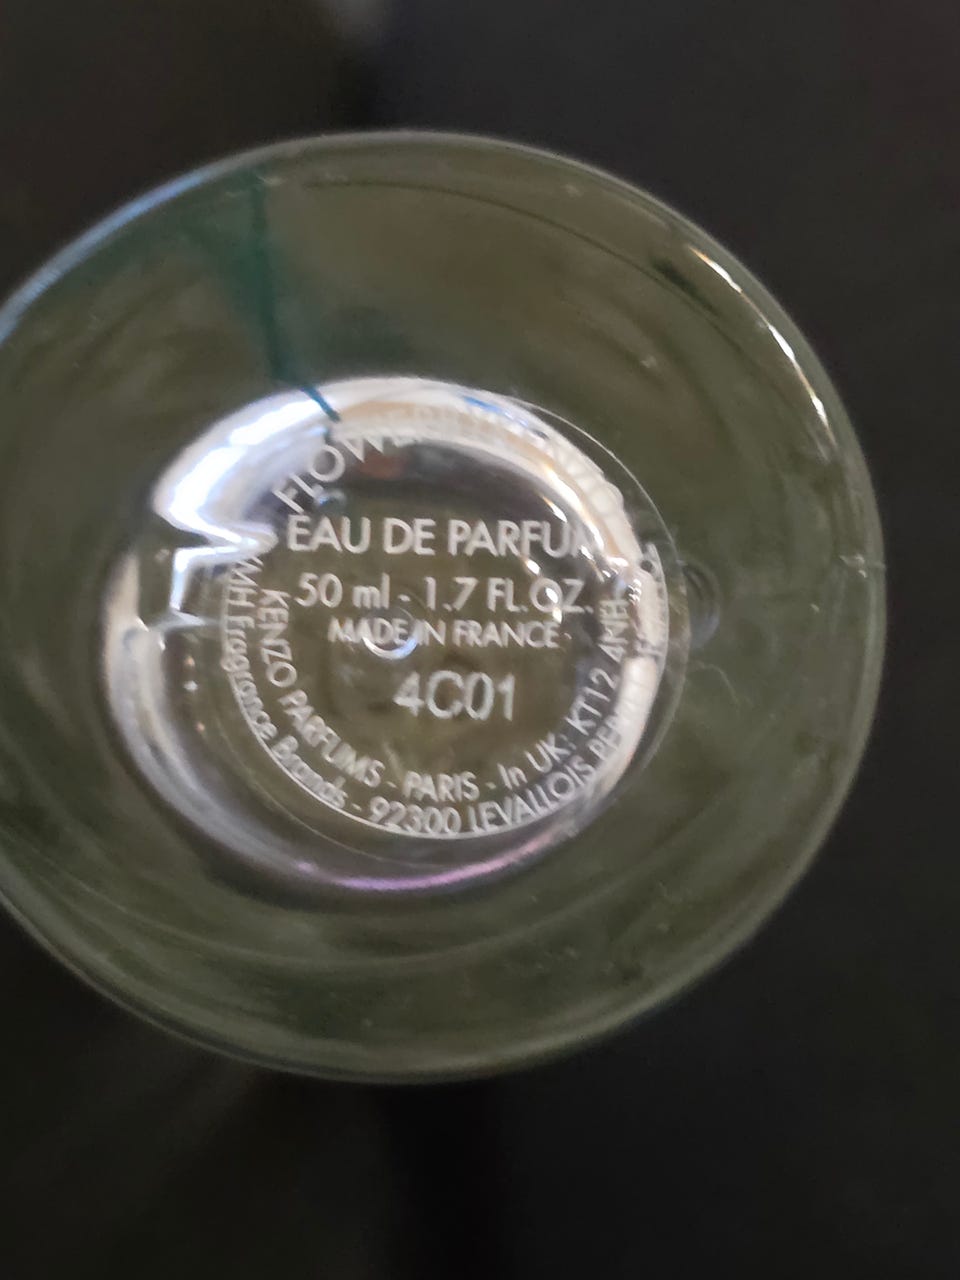 FLOWER
EAU DE PARFUM
50 ml - 1.7 FL.OZ.
MADE IN FRANCE
4C01
KENZO PARFUMS - PARIS - In UK: KT12
Fragrance Brands - 92300 LEVALLOIS